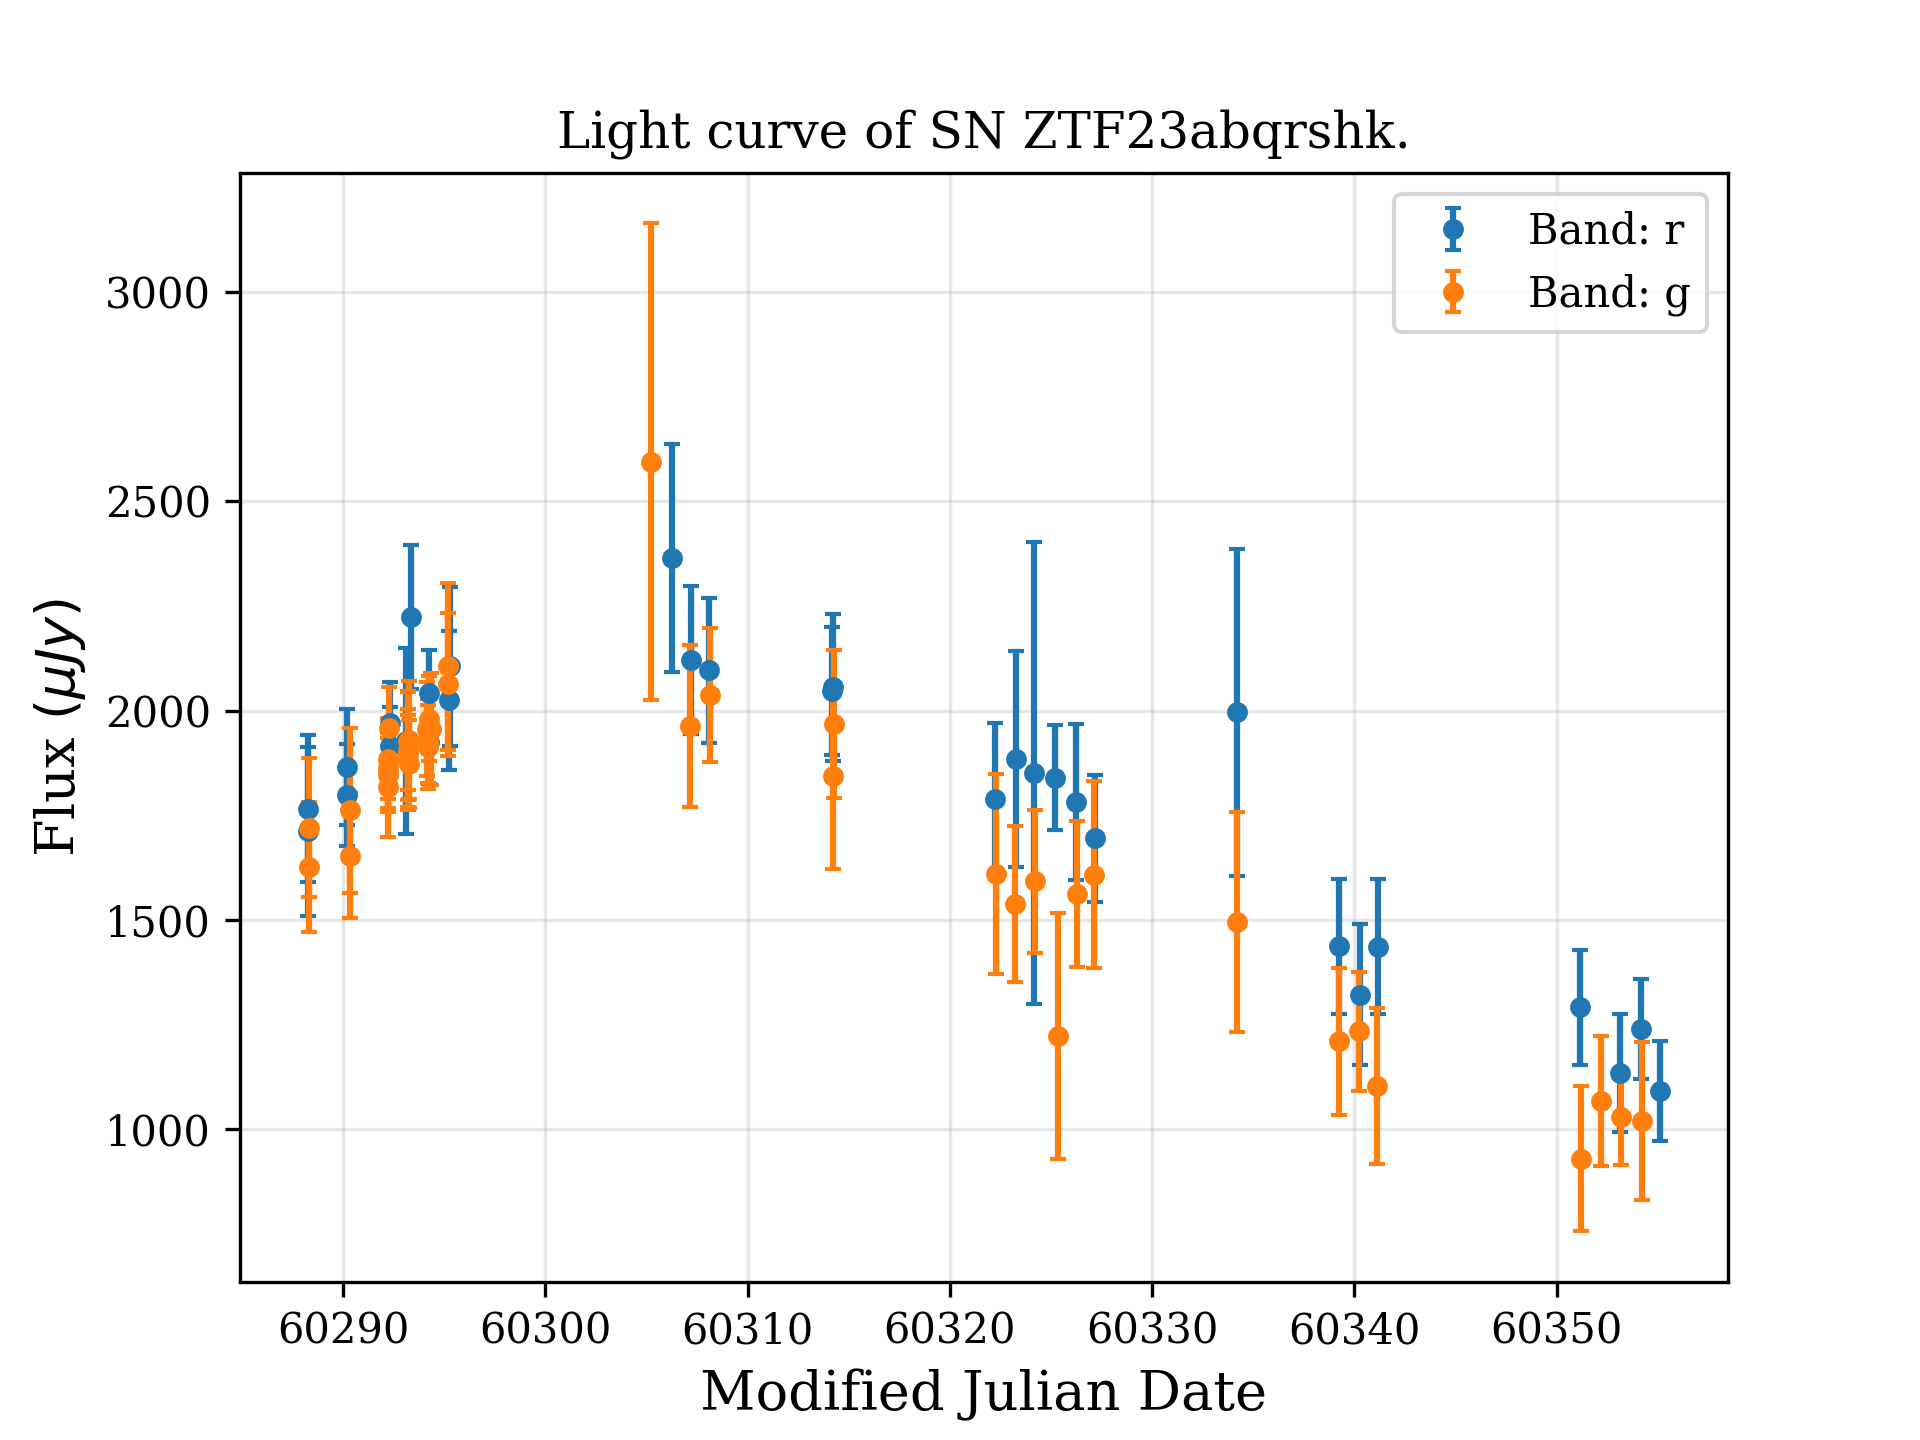 Light curve of SN ZTF23abqrshk.
Band: r
Band: g
Flux (μJy)
3000
2500
2000
1500
1000
60290 60300 60310 60320 60330 60340 60350
Modified Julian Date